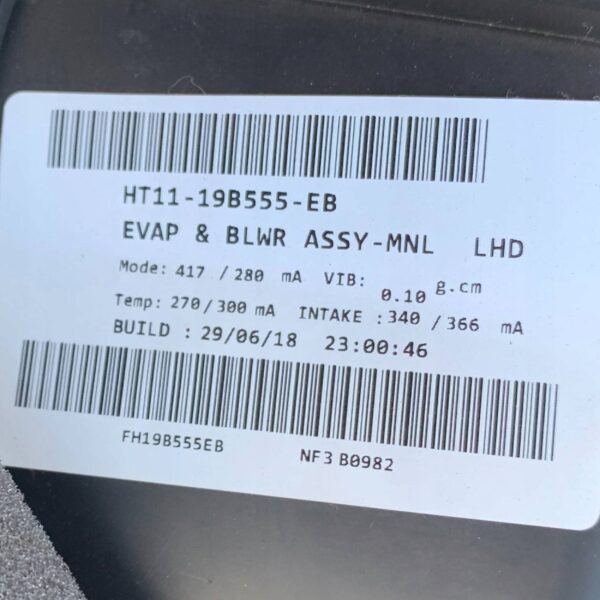 HT11-19B555-EB
EVAP & BLWR ASSY-MNL LHD
Mode: 417 / 280 mA VIB: 0.10 g.cm
Temp: 270/300 mA INTAKE :340 /366 mA
BUILD : 29/06/18 23:00:46
FH19B555EB NF3 B0982